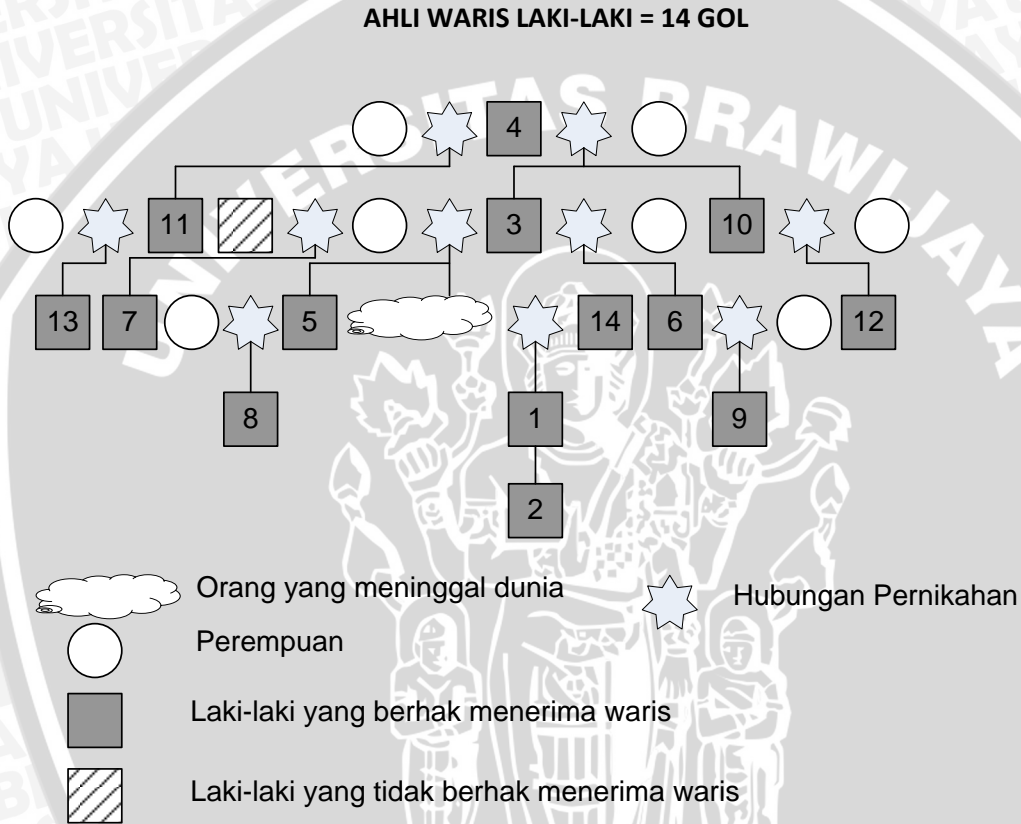 AHLI WARIS LAKI-LAKI = 14 GOL
UNIVERSITAS BRAWIJAYA
4
11 3 10
13 7 5 14 6 12
8 1 9
2
Orang yang meninggal dunia
Hubungan Pernikahan
Perempuan
Laki-laki yang berhak menerima waris
Laki-laki yang tidak berhak menerima waris